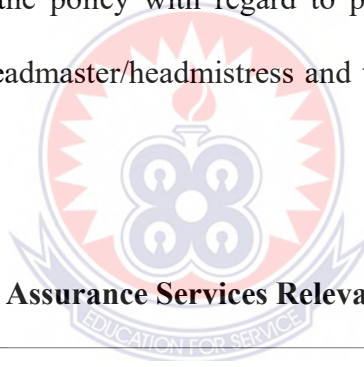 the policy with regard to p
eadmaster/headmistress and
Assurance Services Releva
EDUCATION FOR SERVICE